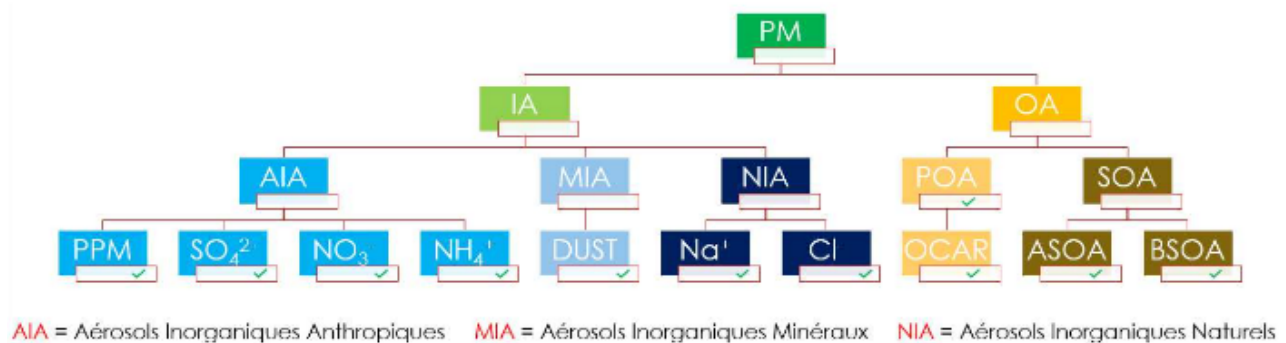 PM
IA OA
AIA MIA NIA POA SOA
PPM SO₄²⁻ NO₃ NH₄⁺ DUST Na⁺ Cl OCAR ASOA BSOA
AIA = Aérosols Inorganiques Anthropiques MIA = Aérosols Inorganiques Minéraux NIA = Aérosols Inorganiques Naturels